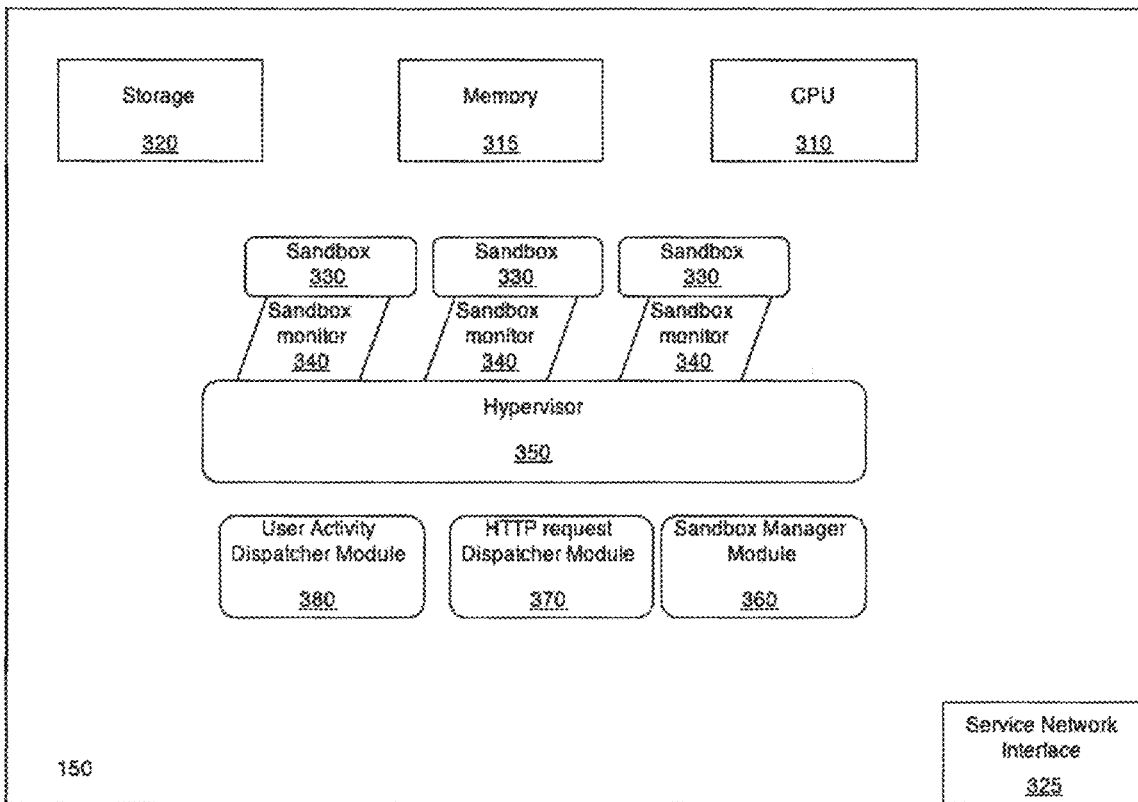 Storage
320
Memory
315
CPU
310
Sandbox
330
Sandbox
330
Sandbox
330
Sandbox
monitor
340
Sandbox
monitor
340
Sandbox
monitor
340
Hypervisor
350
User Activity
Dispatcher Module
380
HTTP request
Dispatcher Module
370
Sandbox Manager
Module
360
150
Service Network
Interface
325